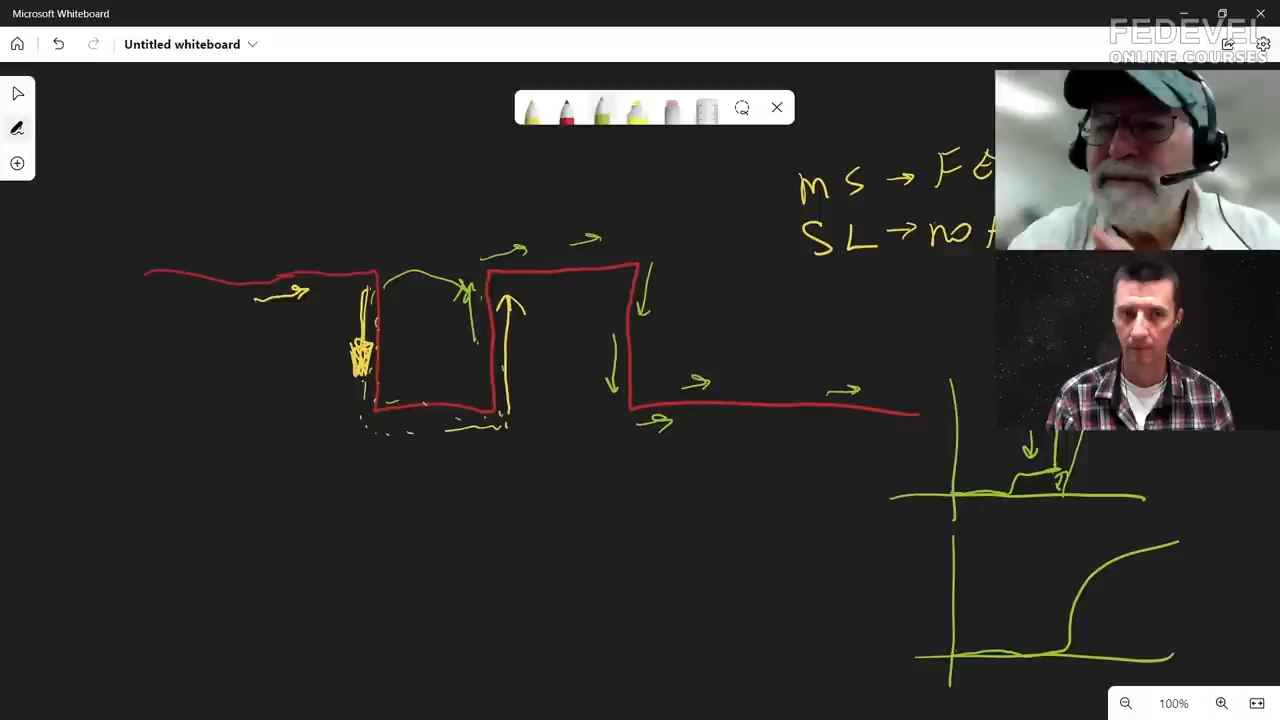 Microsoft Whiteboard
FEDEVEL
ONLINE COURSES
Untitled whiteboard
MS → FE
SL → no
100%